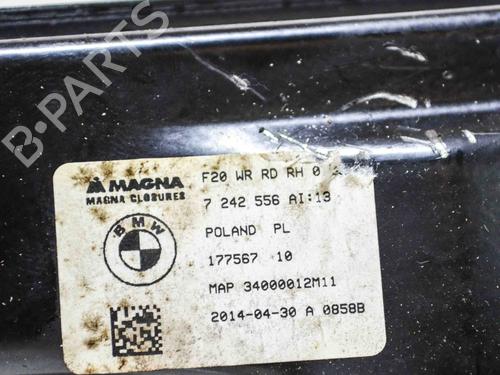 B-PARTS
MAGNA
MAGNA CLOSURES
BMW
F20 WR RD RH 0
7 242 556 AI:13
POLAND PL
177567 10
MAP 34000012M11
2014-04-30 A 0858B